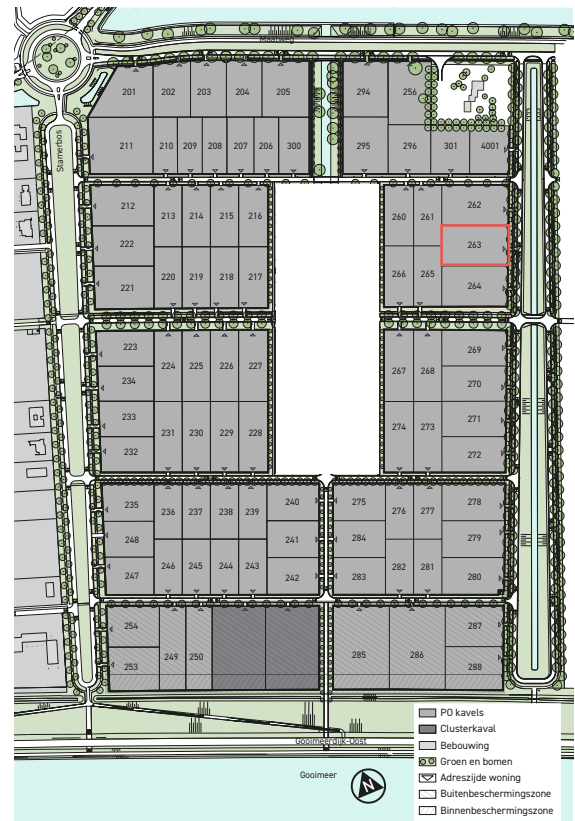 Maatweg
201 202 203 204 205
294 256
211 210 209 208 207 206 300
295 296 301 4001
Stamerbos
212 213 214 215 216
222
221 220 219 218 217
260 261 262
263
266 265 264
223 224 225 226 227
234
233
232 231 230 229 228
267 268 269
270
274 273 271
272
235 236 237 238 239 240
248 241
247 246 245 244 243 242
275 276 277 278
284 279
283 282 281 280
254 249 250
253
285 286 287
288
Gooimeerdijk-Oost
Gooimeer
N
PO kavels
Clusterkaval
Bebouwing
Groen en bomen
Adreszijde woning
Buitenbeschermingszone
Binnenbeschermingszone